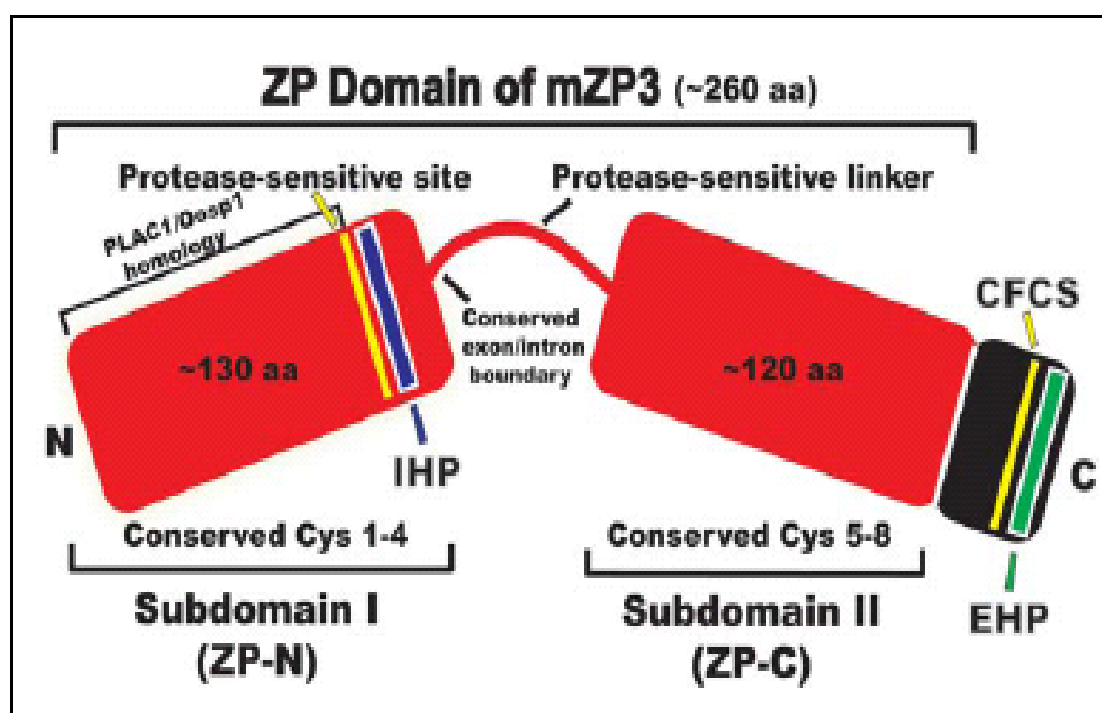 ZP Domain of mZP3 (~260 aa)
Protease-sensitive site
Protease-sensitive linker
PLAC1/Oosp1
homology
CFCS
Conserved
exon/intron
boundary
~130 aa
~120 aa
N
IHP
C
Conserved Cys 1-4
Conserved Cys 5-8
EHP
Subdomain I
(ZP-N)
Subdomain II
(ZP-C)